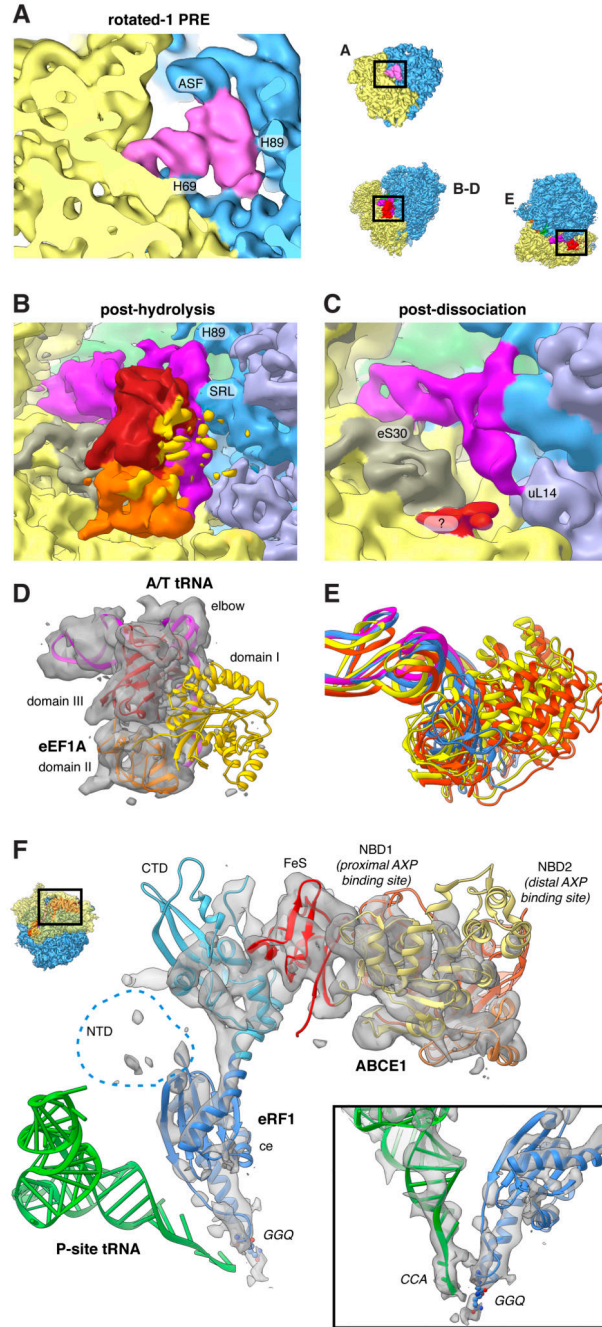 A
rotated-1 PRE
ASF
H89
H69
A
B-D
E
B
post-hydrolysis
H89
SRL
C
post-dissociation
eS30
uL14
?
D
A/T tRNA
elbow
domain I
domain III
eEF1A
domain II
E
F
CTD
FeS
NBD1
(proximal AXP
binding site)
NBD2
(distal AXP
binding site)
NTD
ABCE1
eRF1
ce
GGQ
P-site tRNA
CCA
GGQ